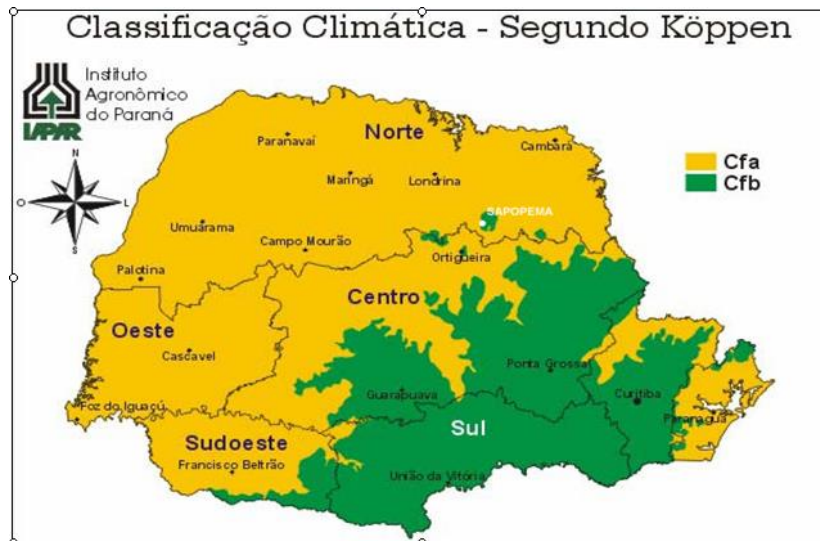 Classificação Climática - Segundo Köppen
Instituto
Agronômico
do Paraná
IAPAR
N
O
L
S
Cfa
Cfb
Norte
Paranavaí
Cambará
Maringá
Londrina
SAPOPEMA
Umuarama
Campo Mourão
Ortigueira
Palotina
Centro
Oeste
Cascavel
Ponta Grossa
Guarapuava
Curitiba
Foz do Iguaçú
Paranaguá
Sul
Sudoeste
Francisco Beltrão
União da Vitória